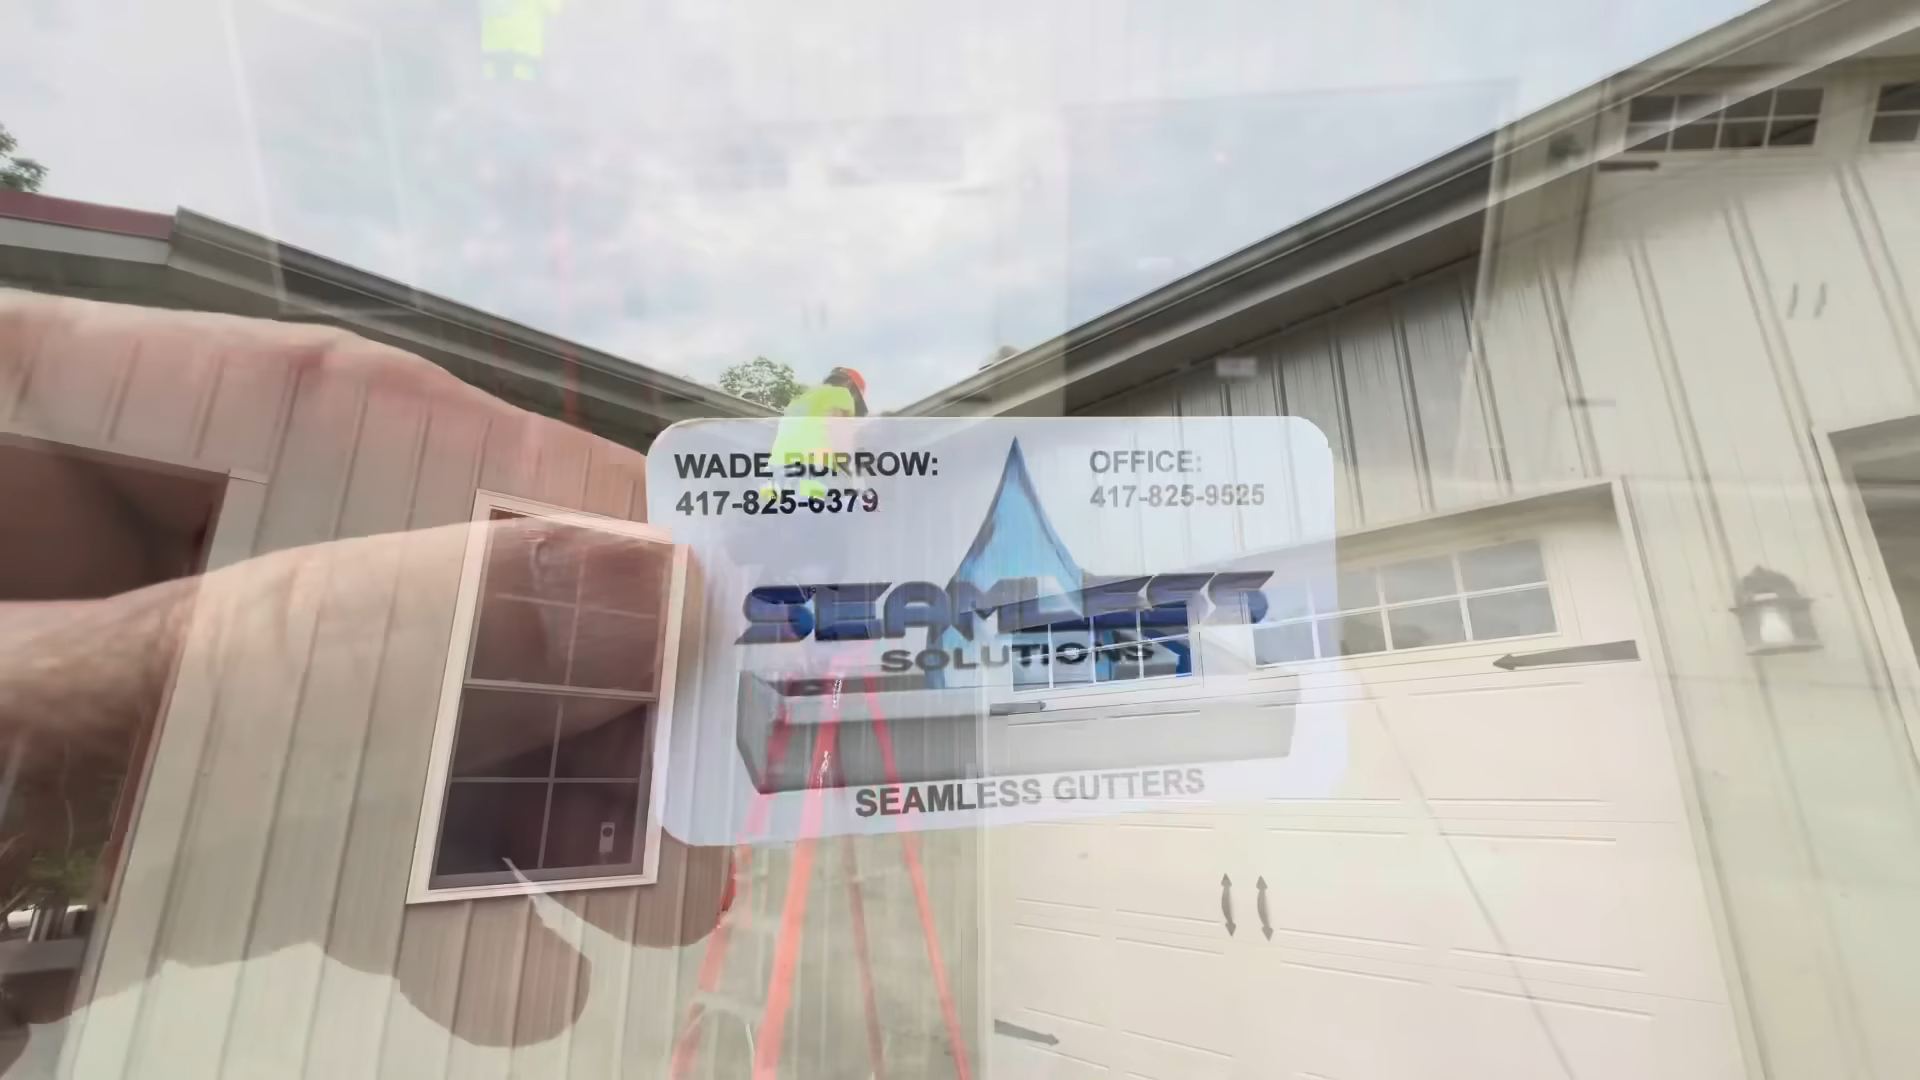 WADE BURROW:
417-825-6379
OFFICE:
417-825-9525
SEAMLESS
SOLUTIONS
SEAMLESS GUTTERS